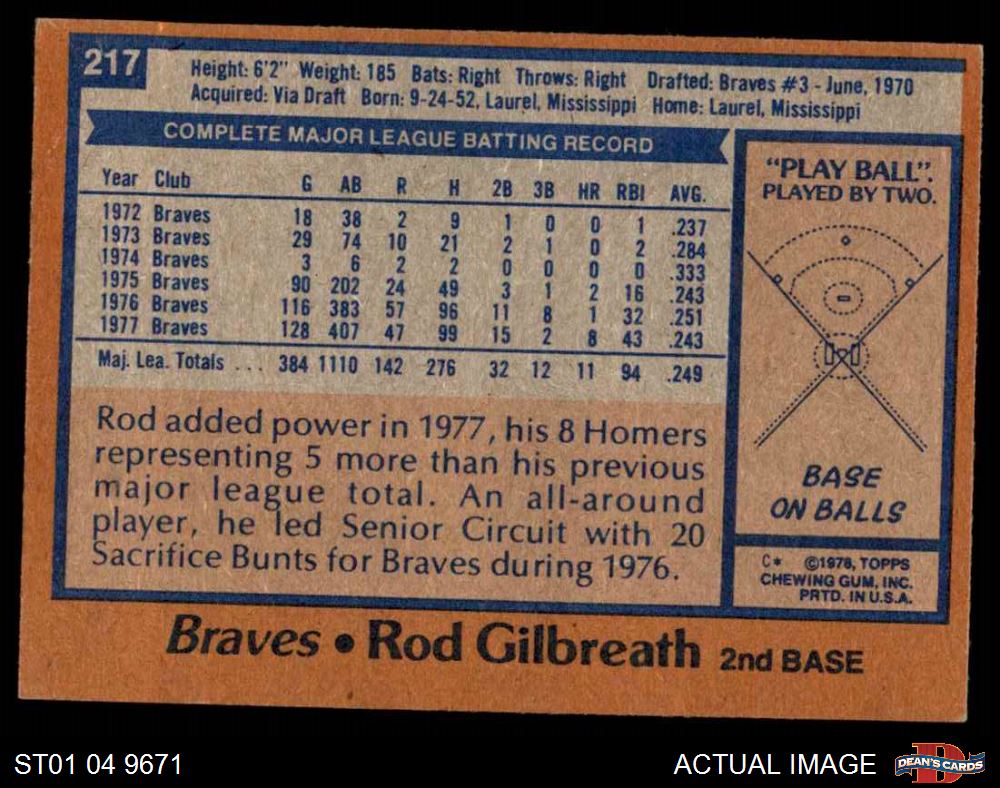 217
Height: 6'2" Weight: 185 Bats: Right Throws: Right Drafted: Braves #3 - June, 1970
Acquired: Via Draft Born: 9-24-52, Laurel, Mississippi Home: Laurel, Mississippi
COMPLETE MAJOR LEAGUE BATTING RECORD
Year Club G AB R H 2B 3B HR RBI AVG.
1972 Braves 18 38 2 9 1 0 0 1 .237
1973 Braves 29 74 10 21 2 1 0 2 .284
1974 Braves 3 6 2 2 0 0 0 0 .333
1975 Braves 90 202 24 49 3 1 2 16 .243
1976 Braves 116 383 57 96 11 8 1 32 .251
1977 Braves 128 407 47 99 15 2 8 43 .243
Maj. Lea. Totals ... 384 1110 142 276 32 12 11 94 .249
Rod added power in 1977, his 8 Homers
representing 5 more than his previous
major league total. An all-around
player, he led Senior Circuit with 20
Sacrifice Bunts for Braves during 1976.
"PLAY BALL".
PLAYED BY TWO.
BASE
ON BALLS
C* ©1978, TOPPS
CHEWING GUM, INC.
PRTD. IN U.S.A.
Braves • Rod Gilbreath 2nd BASE
ST01 04 9671
ACTUAL IMAGE
DEAN'S CARDS